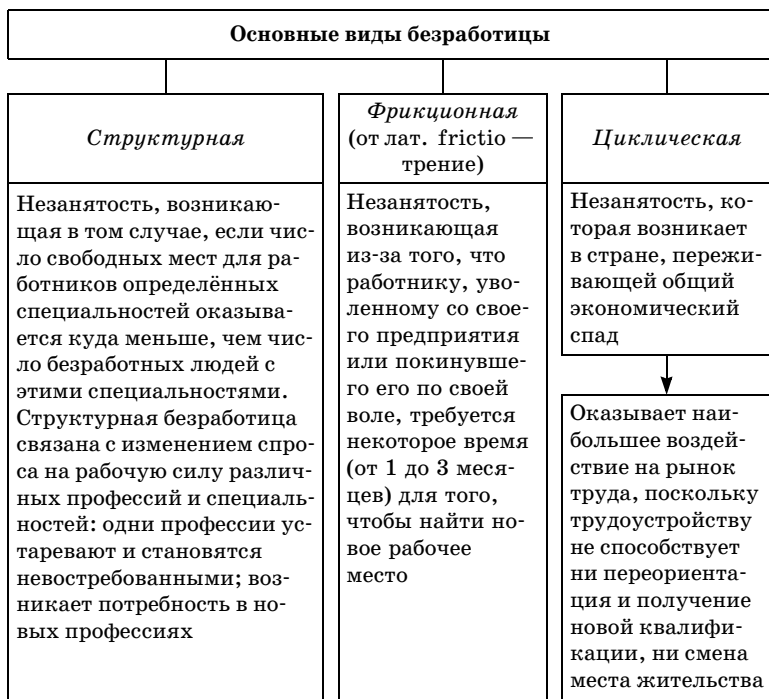 Основные виды безработицы
Структурная
Незанятость, возникаю-
щая в том случае, если чис-
ло свободных мест для ра-
ботников определённых
специальностей оказыва-
ется куда меньше, чем чис-
ло безработных людей с
этими специальностями.
Структурная безработица
связана с изменением спро-
са на рабочую силу различ-
ных профессий и специаль-
ностей: одни профессии ус-
таревают и становятся
невостребованными; воз-
никает потребность в но-
вых профессиях
Фрикционная
(от лат. frictio —
трение)
Незанятость,
возникающая
из-за того, что
работнику, уво-
ленному со свое-
го предприятия
или покинувше-
го его по своей
воле, требуется
некоторое время
(от 1 до 3 меся-
цев) для того,
чтобы найти но-
вое рабочее
место
Циклическая
Незанятость, ко-
торая возникает
в стране, пережи-
вающей общий
экономический
спад
Оказывает наи-
большее воздей-
ствие на рынок
труда, поскольку
трудоустройству
не способствует
ни переориента-
ция и получение
новой квалифи-
кации, ни смена
места жительства